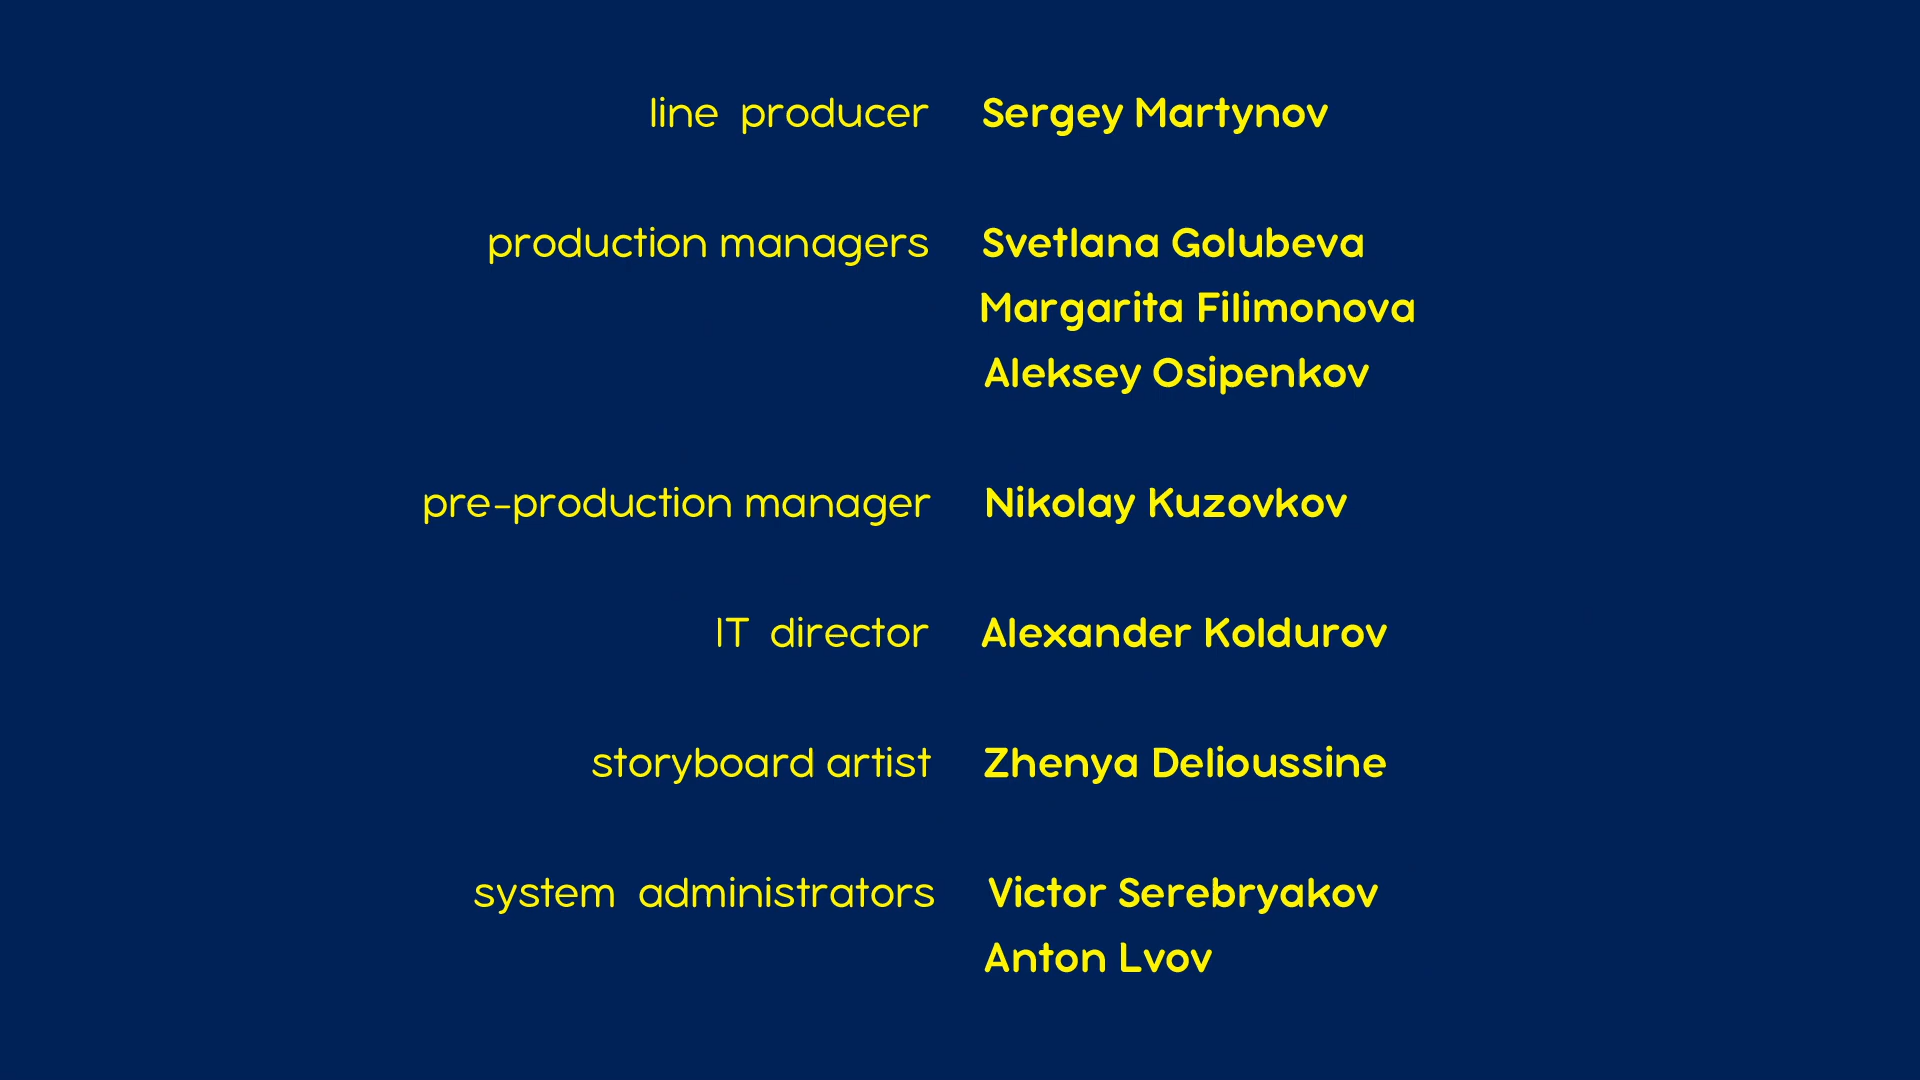 line producer Sergey Martynov
production managers Svetlana Golubeva
Margarita Filimonova
Aleksey Osipenkov
pre-production manager Nikolay Kuzovkov
IT director Alexander Koldurov
storyboard artist Zhenya Delioussine
system administrators Victor Serebryakov
Anton Lvov